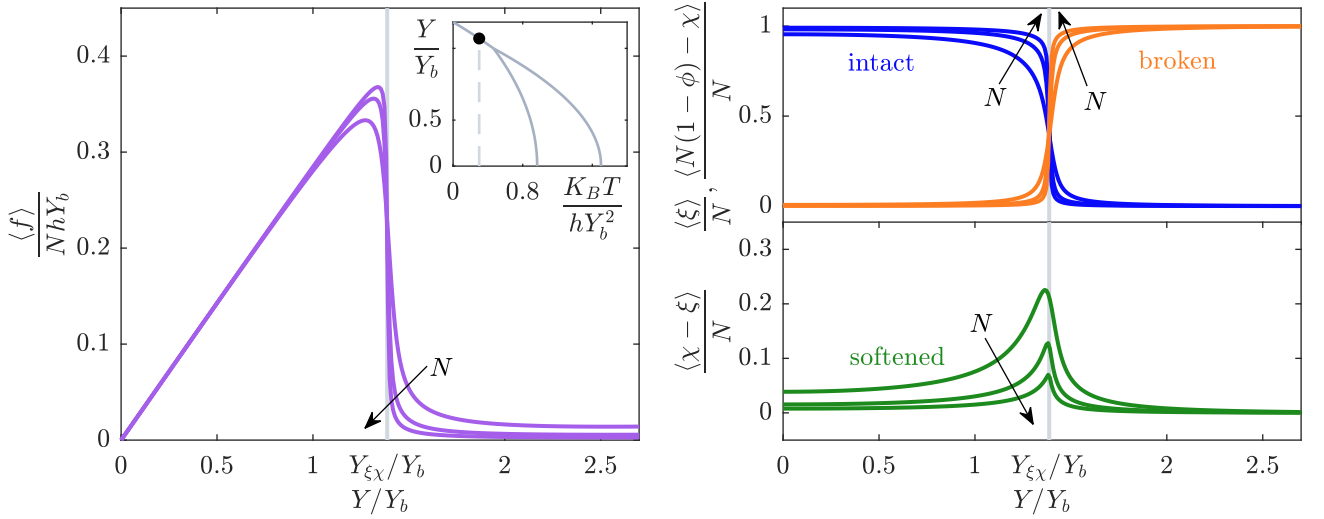 ⟨f⟩/NhY_b
0.4
0.3
0.2
0.1
0
0 0.5 1 Y_ξχ/Y_b 2 2.5
Y/Y_b
N
Y/Y_b
0.5
0
0 0.8 K_BT/hY_b^2
⟨ξ⟩/N, ⟨N(1 − ϕ) − χ⟩/N
1
0.5
0
intact
broken
N N
⟨χ − ξ⟩/N
0.3
0.2
0.1
0
N
softened
0 0.5 1 Y_ξχ/Y_b 2 2.5
Y/Y_b